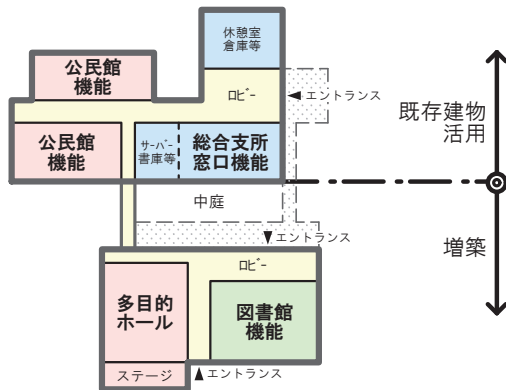 休憩室
倉庫等
公民館
機能
ロビー
◀エントランス
既存建物
活用
公民館
機能
サーバー
書庫等
総合支所
窓口機能
中庭
▼エントランス
ロビー
増築
多目的
ホール
図書館
機能
ステージ
▲エントランス